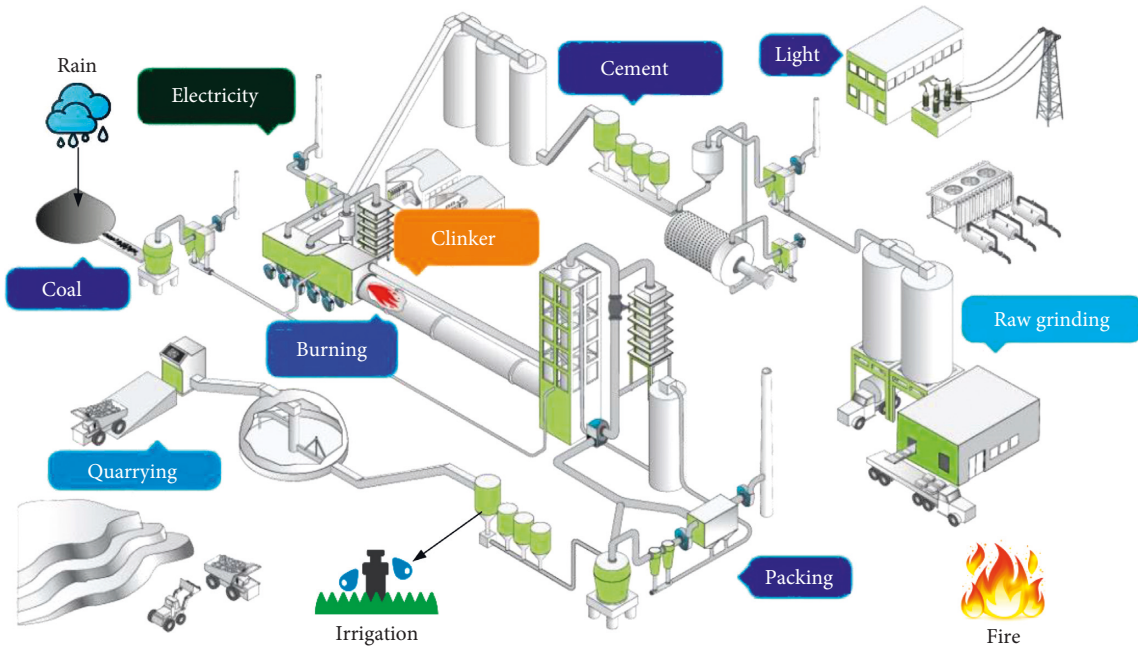 Rain
Electricity
Cement
Light
Clinker
Coal
Raw grinding
Burning
Quarrying
Packing
Irrigation
Fire